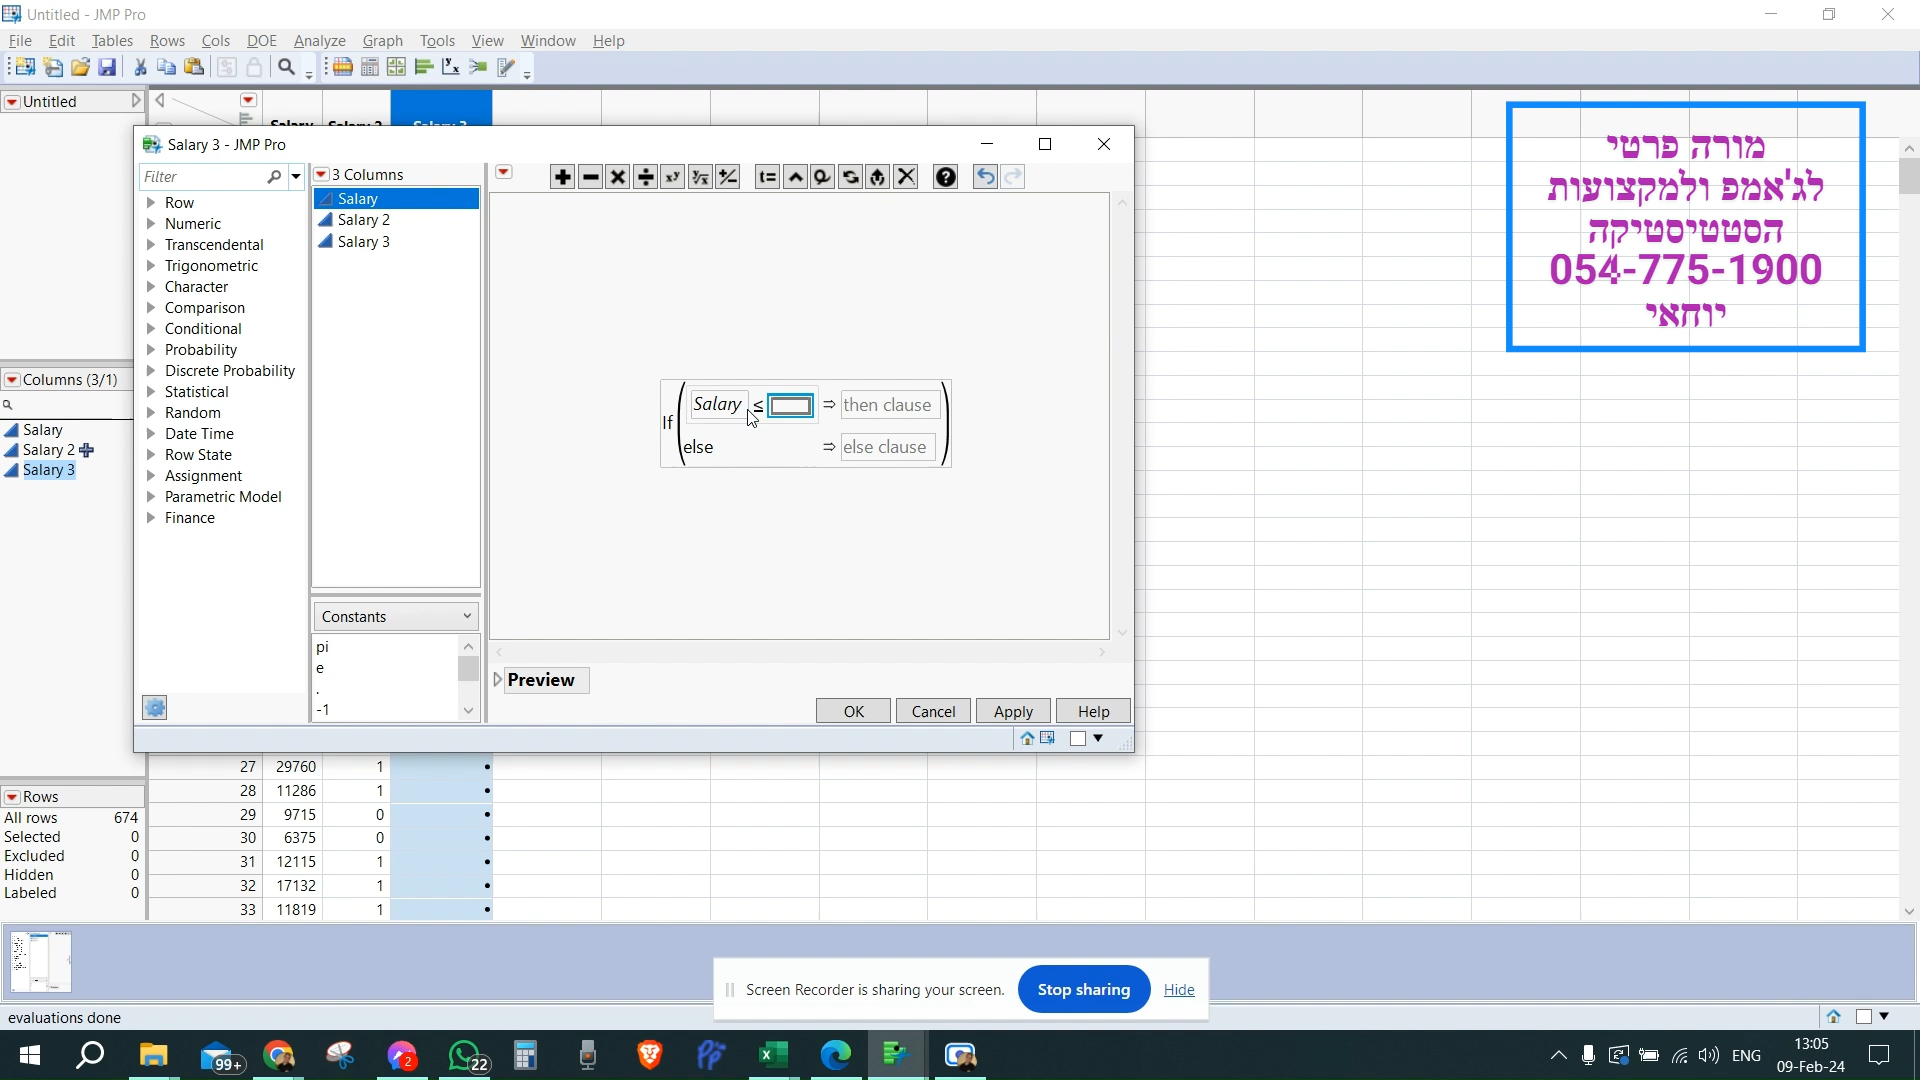 Untitled - JMP Pro
File Edit Tables Rows Cols DOE Analyze Graph Tools View Window Help
Untitled
Salary 3 - JMP Pro
Filter
Row
Numeric
Transcendental
Trigonometric
Character
Comparison
Conditional
Probability
Discrete Probability
Statistical
Random
Date Time
Row State
Assignment
Parametric Model
Finance
3 Columns
Salary
Salary 2
Salary 3
Constants
pi
e
.
-1
If
Salary ≤ ⇒ then clause
else ⇒ else clause
Preview
OK Cancel Apply Help
מורה פרטי
לג'אמפ ולמקצועות
הסטטיסטיקה
054-775-1900
יוחאי
Columns (3/1)
Salary
Salary 2
Salary 3
Rows
All rows 674
Selected 0
Excluded 0
Hidden 0
Labeled 0
27 29760 1 •
28 11286 1 •
29 9715 0 •
30 6375 0 •
31 12115 1 •
32 17132 1 •
33 11819 1 •
Screen Recorder is sharing your screen. Stop sharing Hide
evaluations done
99+
2
22
ENG
13:05
09-Feb-24